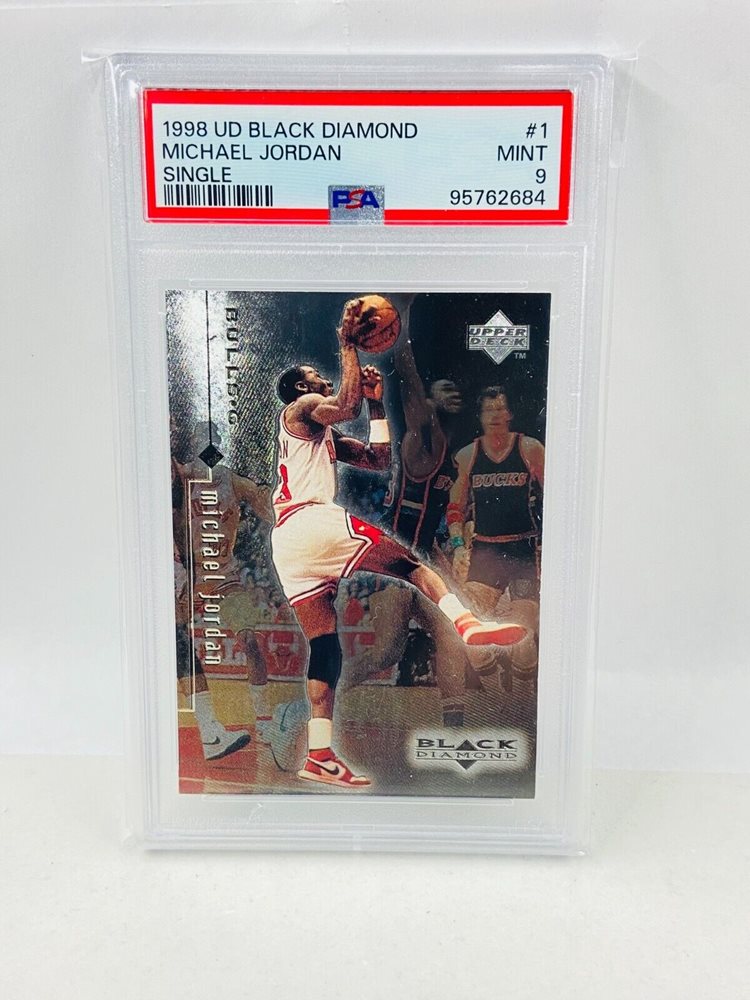 1998 UD BLACK DIAMOND #1
MICHAEL JORDAN MINT
SINGLE 9
PSA 95762684
BULLS
michael jordan
UPPER
DECK
TM
BUCKS
BLACK
DIAMOND